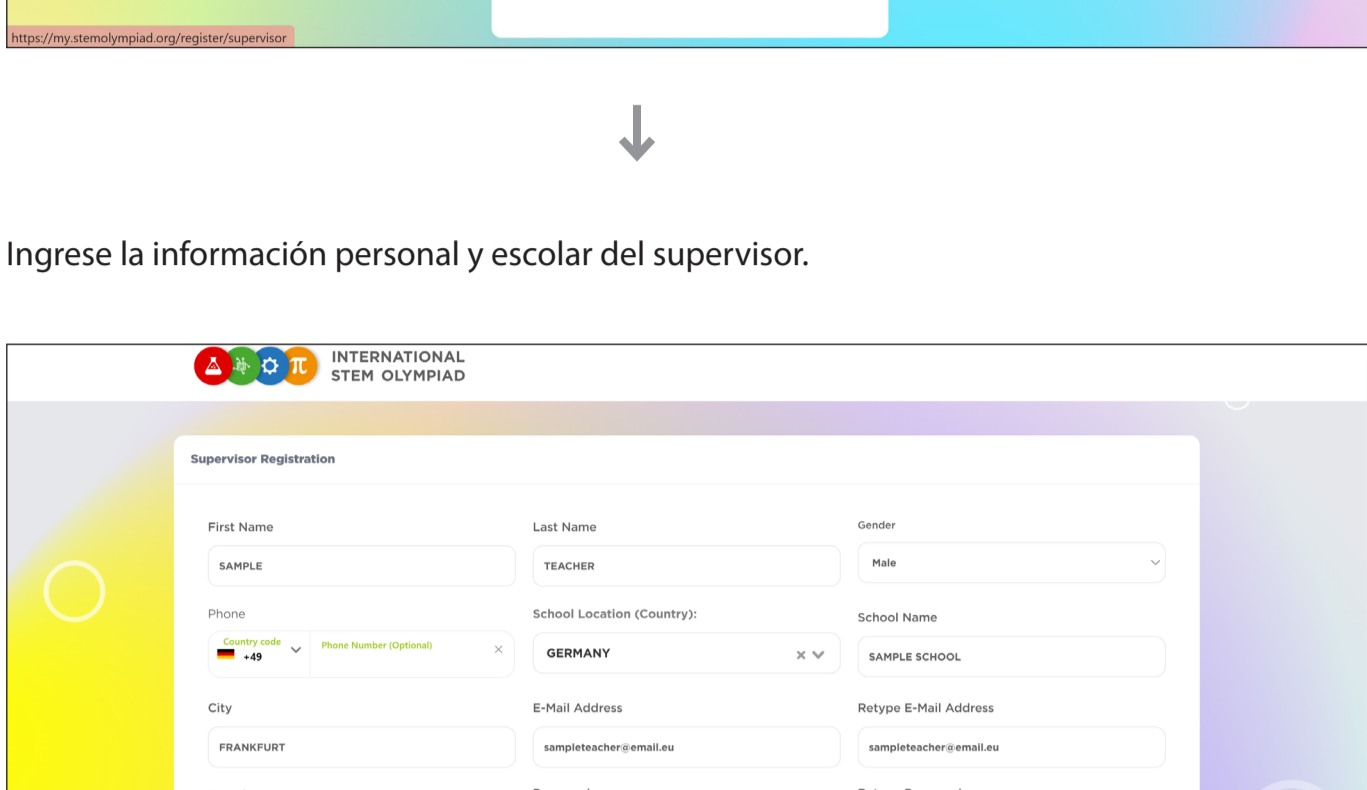 https://my.stemolympiad.org/register/supervisor
Ingrese la información personal y escolar del supervisor.
INTERNATIONAL
STEM OLYMPIAD
Supervisor Registration
First Name
Last Name
Gender
SAMPLE
TEACHER
Male
Phone
School Location (Country):
School Name
Country code
Phone Number (Optional)
+49
GERMANY
SAMPLE SCHOOL
City
E-Mail Address
Retype E-Mail Address
FRANKFURT
sampleteacher@email.eu
sampleteacher@email.eu